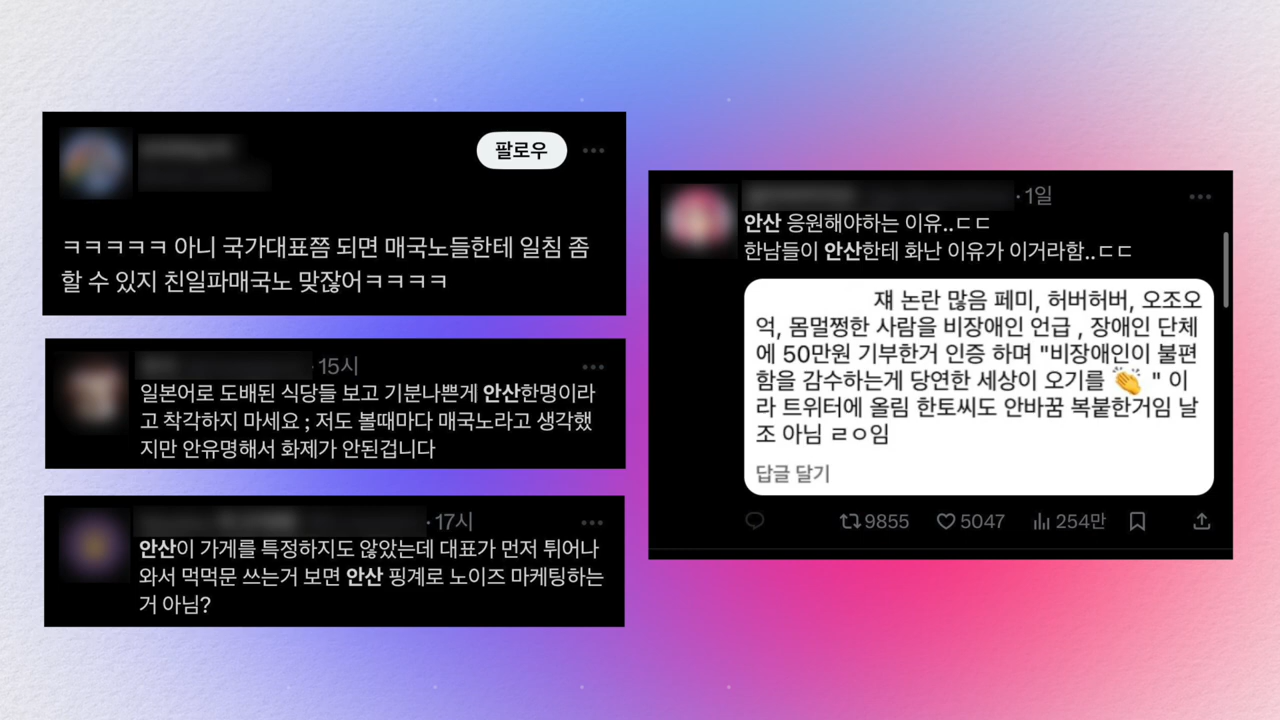 팔로우
ㅋㅋㅋㅋㅋ 아니 국가대표쯤 되면 매국노들한테 일침 좀
할 수 있지 친일파매국노 맞잖어ㅋㅋㅋㅋ
· 15시
일본어로 도배된 식당들 보고 기분나쁜게 안산한명이라
고 착각하지 마세요 ; 저도 볼때마다 매국노라고 생각했
지만 안유명해서 화제가 안된겁니다
· 17시
안산이 가게를 특정하지도 않았는데 대표가 먼저 튀어나
와서 먹먹문 쓰는거 보면 안산 핑계로 노이즈 마케팅하는
거 아님?
· 1일
안산 응원해야하는 이유..ㄷㄷ
한남들이 안산한테 화난 이유가 이거라함..ㄷㄷ
쟤 논란 많음 페미, 허버허버, 오조오
억, 몸멀쩡한 사람을 비장애인 언급 , 장애인 단체
에 50만원 기부한거 인증 하며 "비장애인이 불편
함을 감수하는게 당연한 세상이 오기를 👏 " 이
라 트위터에 올림 한토씨도 안바꿈 복붙한거임 날
조 아님 ㄹㅇ임
답글 달기
9855 5047 254만